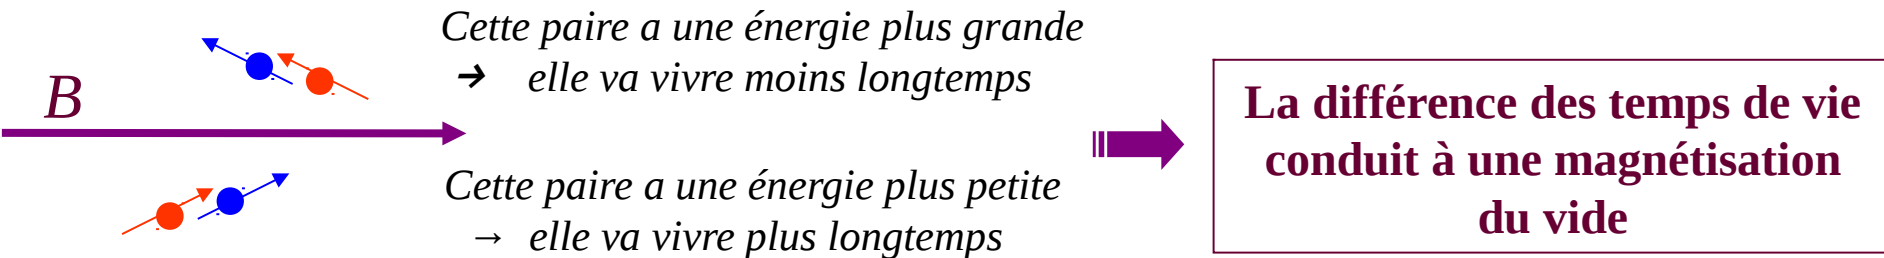 Cette paire a une énergie plus grande
→ elle va vivre moins longtemps
B
Cette paire a une énergie plus petite
→ elle va vivre plus longtemps
La différence des temps de vie
conduit à une magnétisation
du vide